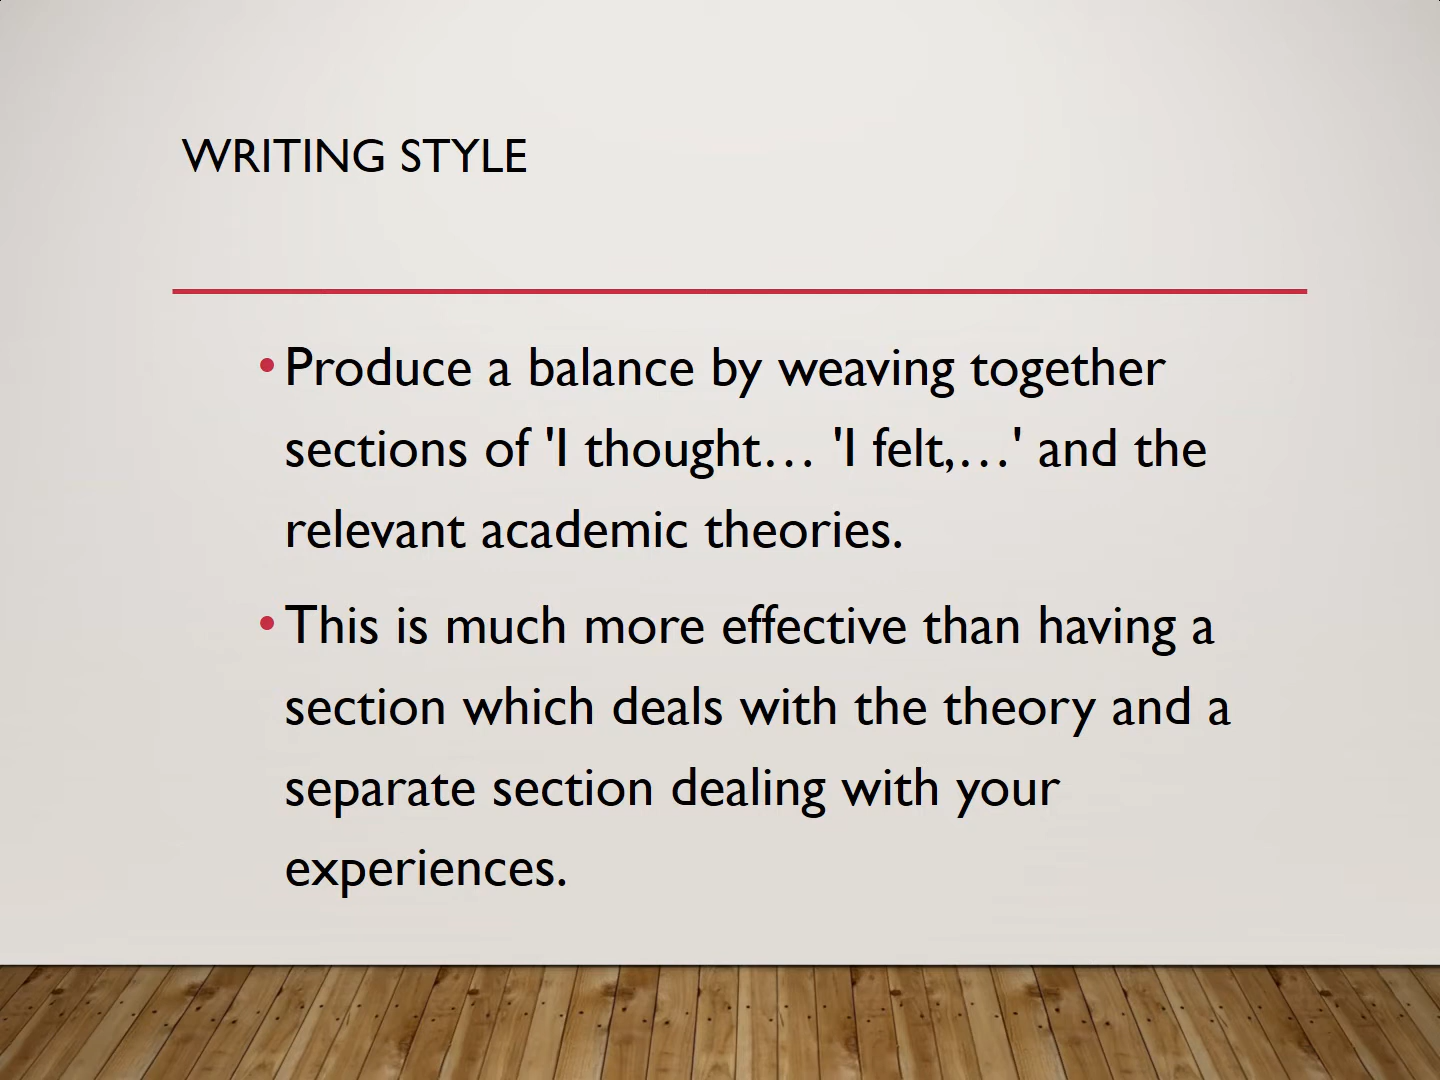 WRITING STYLE
• Produce a balance by weaving together
sections of 'I thought… 'I felt,…' and the
relevant academic theories.
• This is much more effective than having a
section which deals with the theory and a
separate section dealing with your
experiences.